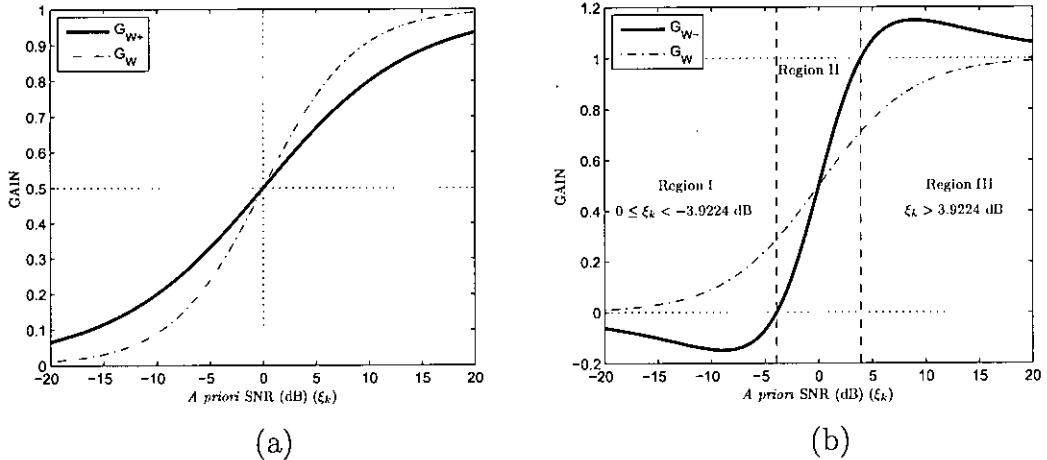 1
0.9
0.8
0.7
0.6
0.5
0.4
0.3
0.2
0.1
0
GAIN
G_{W+}
G_W
−20 −15 −10 −5 0 5 10 15 20
A priori SNR (dB) (ξ_k)
(a)
1.2
1
0.8
0.6
0.4
0.2
0
−0.2
GAIN
G_{W−}
G_W
Region II
Region I
0 ≤ ξ_k < −3.9224 dB
Region III
ξ_k > 3.9224 dB
−20 −15 −10 −5 0 5 10 15 20
A priori SNR (dB) (ξ_k)
(b)